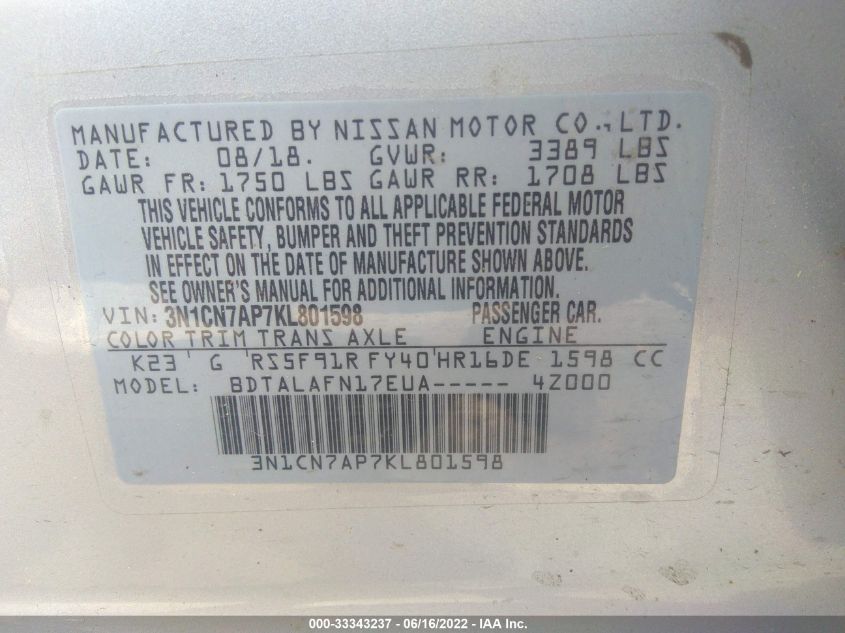 MANUFACTURED BY NISSAN MOTOR CO.,LTD.
DATE: 08/18. GVWR: 3389 LBS
GAWR FR: 1750 LBS GAWR RR: 1708 LBS
THIS VEHICLE CONFORMS TO ALL APPLICABLE FEDERAL MOTOR
VEHICLE SAFETY, BUMPER AND THEFT PREVENTION STANDARDS
IN EFFECT ON THE DATE OF MANUFACTURE SHOWN ABOVE.
SEE OWNER'S MANUAL FOR ADDITIONAL INFORMATION.
VIN: 3N1CN7AP7KL801598 PASSENGER CAR.
COLOR TRIM TRANS AXLE ENGINE
K23 G RS5F91R FY40 HR16DE 1598 CC
MODEL: BDTALAFN17EUA----- 4Z000
3N1CN7AP7KL801598
000-33343237 - 06/16/2022 - IAA Inc.